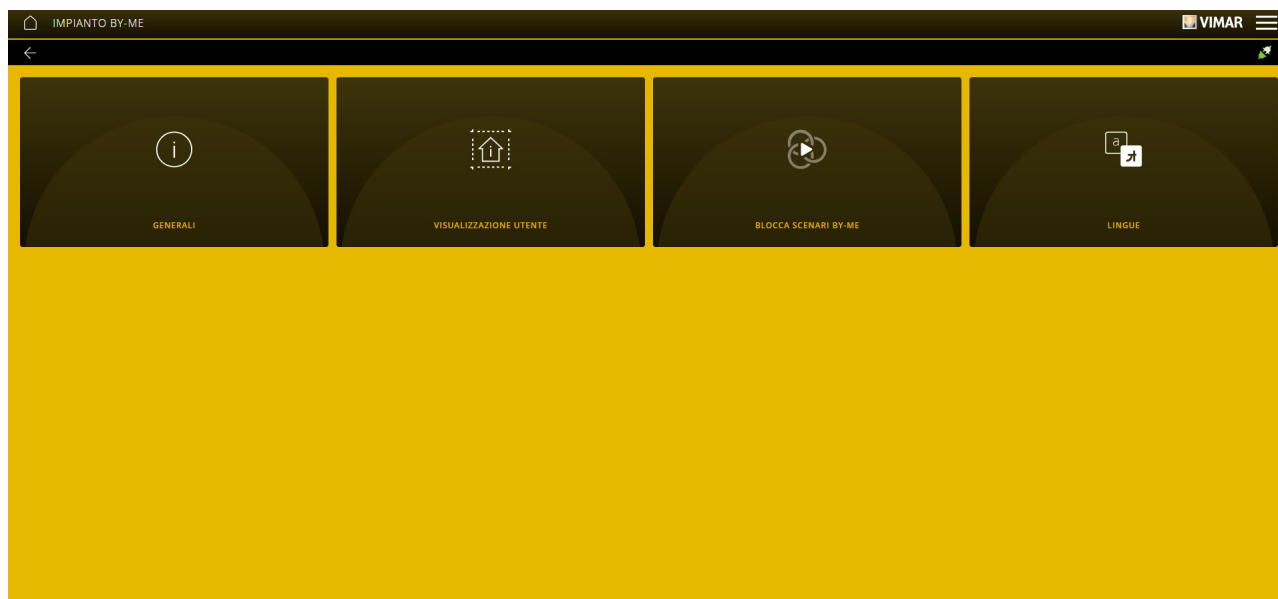 IMPIANTO BY-ME
VIMAR
i
i
a
GENERALI
VISUALIZZAZIONE UTENTE
BLOCCA SCENARI BY-ME
LINGUE